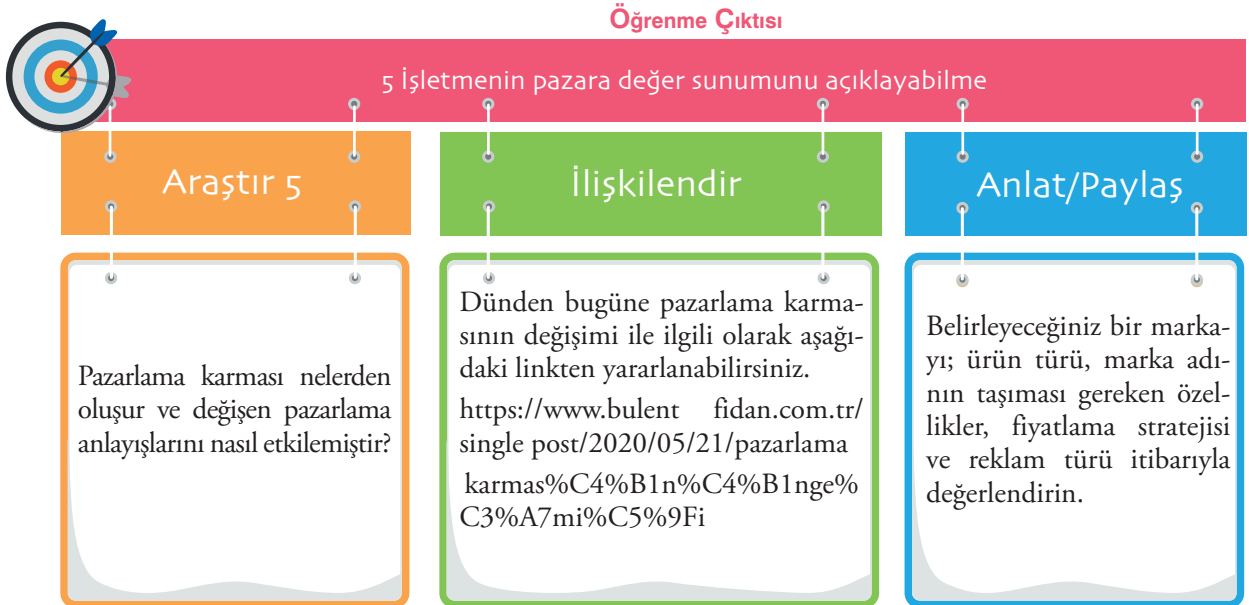 Öğrenme Çıktısı
5 İşletmenin pazara değer sunumunu açıklayabilme
Araştır 5
Pazarlama karması nelerden
oluşur ve değişen pazarlama
anlayışlarını nasıl etkilemiştir?
İlişkilendir
Dünden bugüne pazarlama karma-
sının değişimi ile ilgili olarak aşağı-
daki linkten yararlanabilirsiniz.
https://www.bulent fidan.com.tr/
single post/2020/05/21/pazarlama
karmas%C4%B1n%C4%B1nge%
C3%A7mi%C5%9Fi
Anlat/Paylaş
Belirleyeceğiniz bir marka-
yı; ürün türü, marka adı-
nın taşıması gereken özel-
likler, fiyatlama stratejisi
ve reklam türü itibarıyla
değerlendirin.